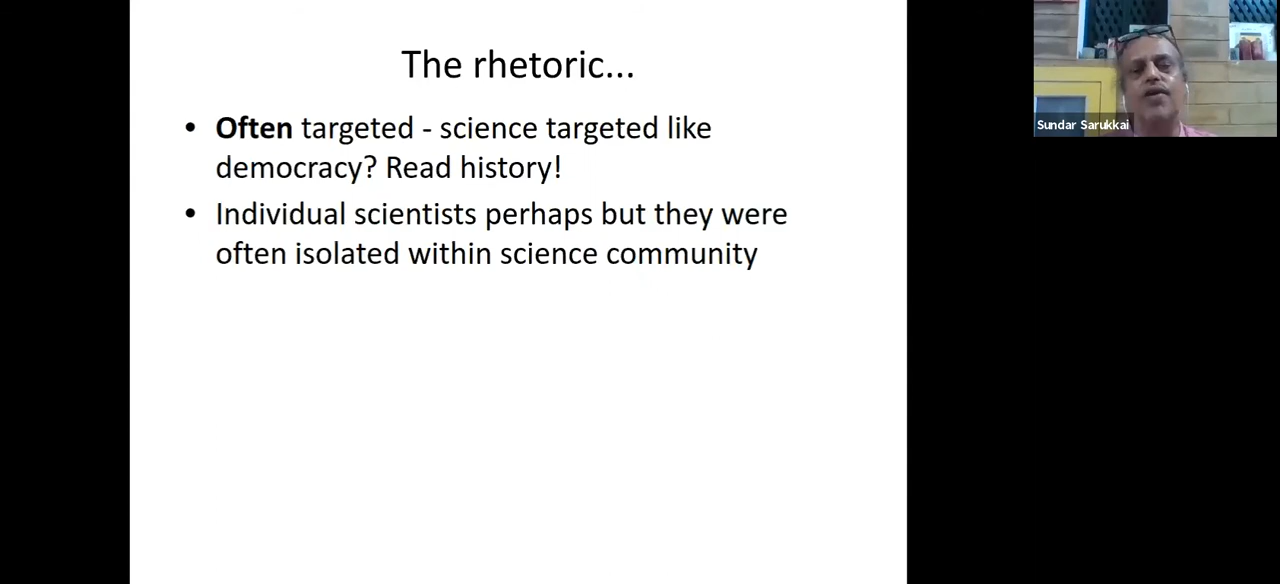 The rhetoric...
• Often targeted - science targeted like
democracy? Read history!
• Individual scientists perhaps but they were
often isolated within science community
Sundar Sarukkai